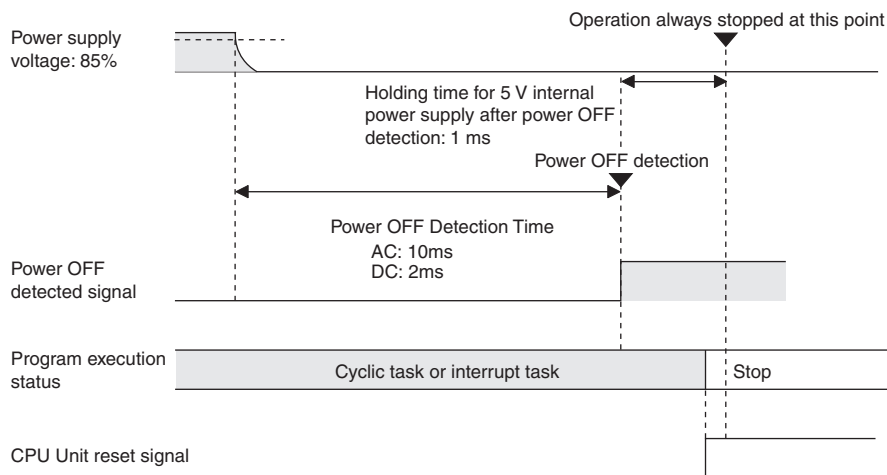 Operation always stopped at this point
Power supply
voltage: 85%
Holding time for 5 V internal
power supply after power OFF
detection: 1 ms
Power OFF detection
Power OFF Detection Time
AC: 10ms
DC: 2ms
Power OFF
detected signal
Program execution
status
Cyclic task or interrupt task
Stop
CPU Unit reset signal